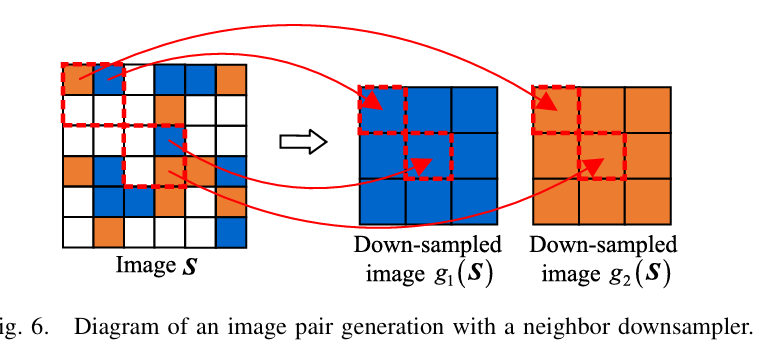 Image S
Down-sampled
image g₁(S)
Down-sampled
image g₂(S)
ig. 6. Diagram of an image pair generation with a neighbor downsampler.